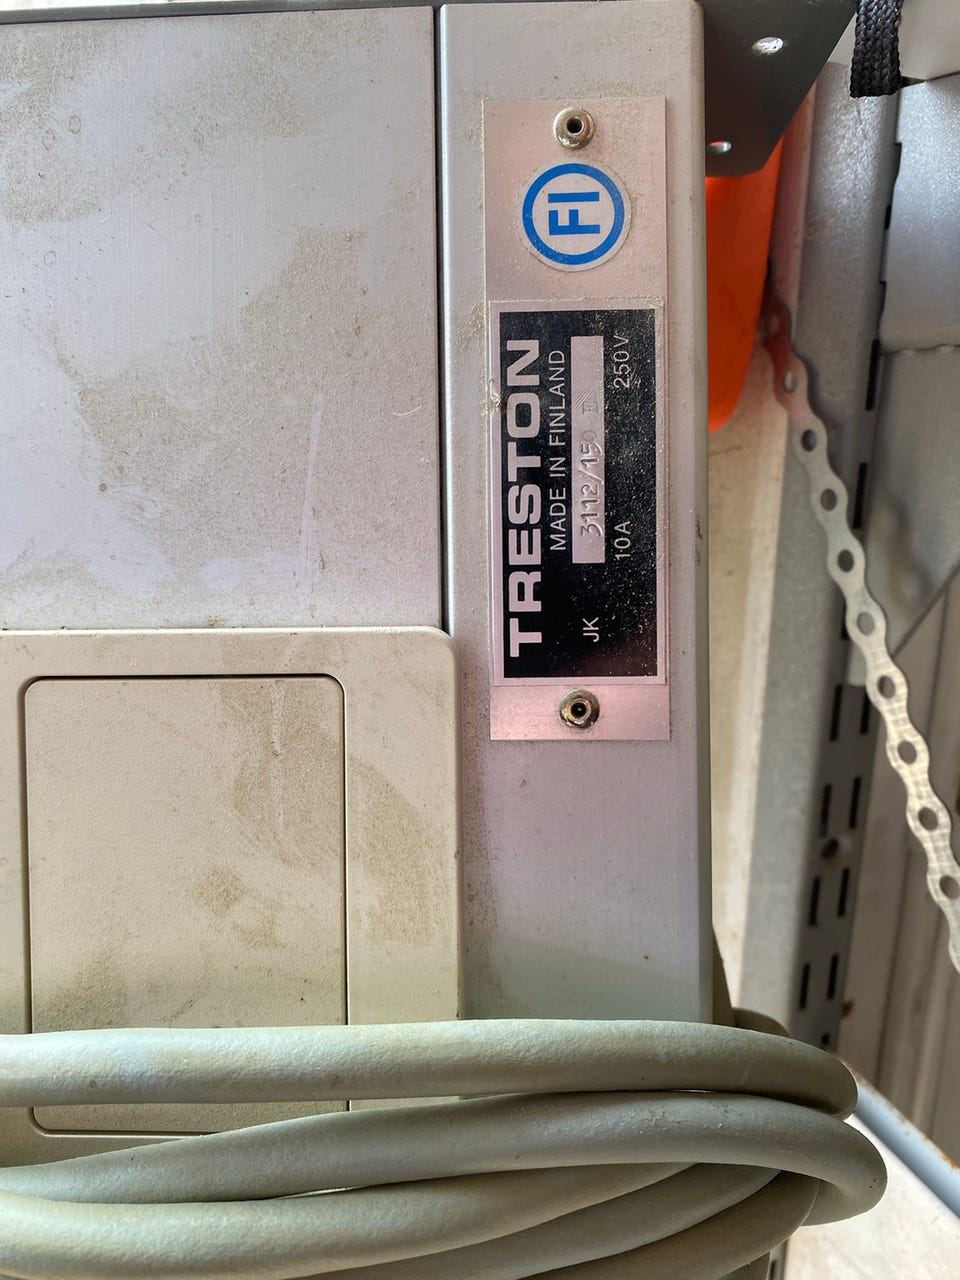 FI
TRESTON
MADE IN FINLAND
3112/150 E
10A 250V
JK